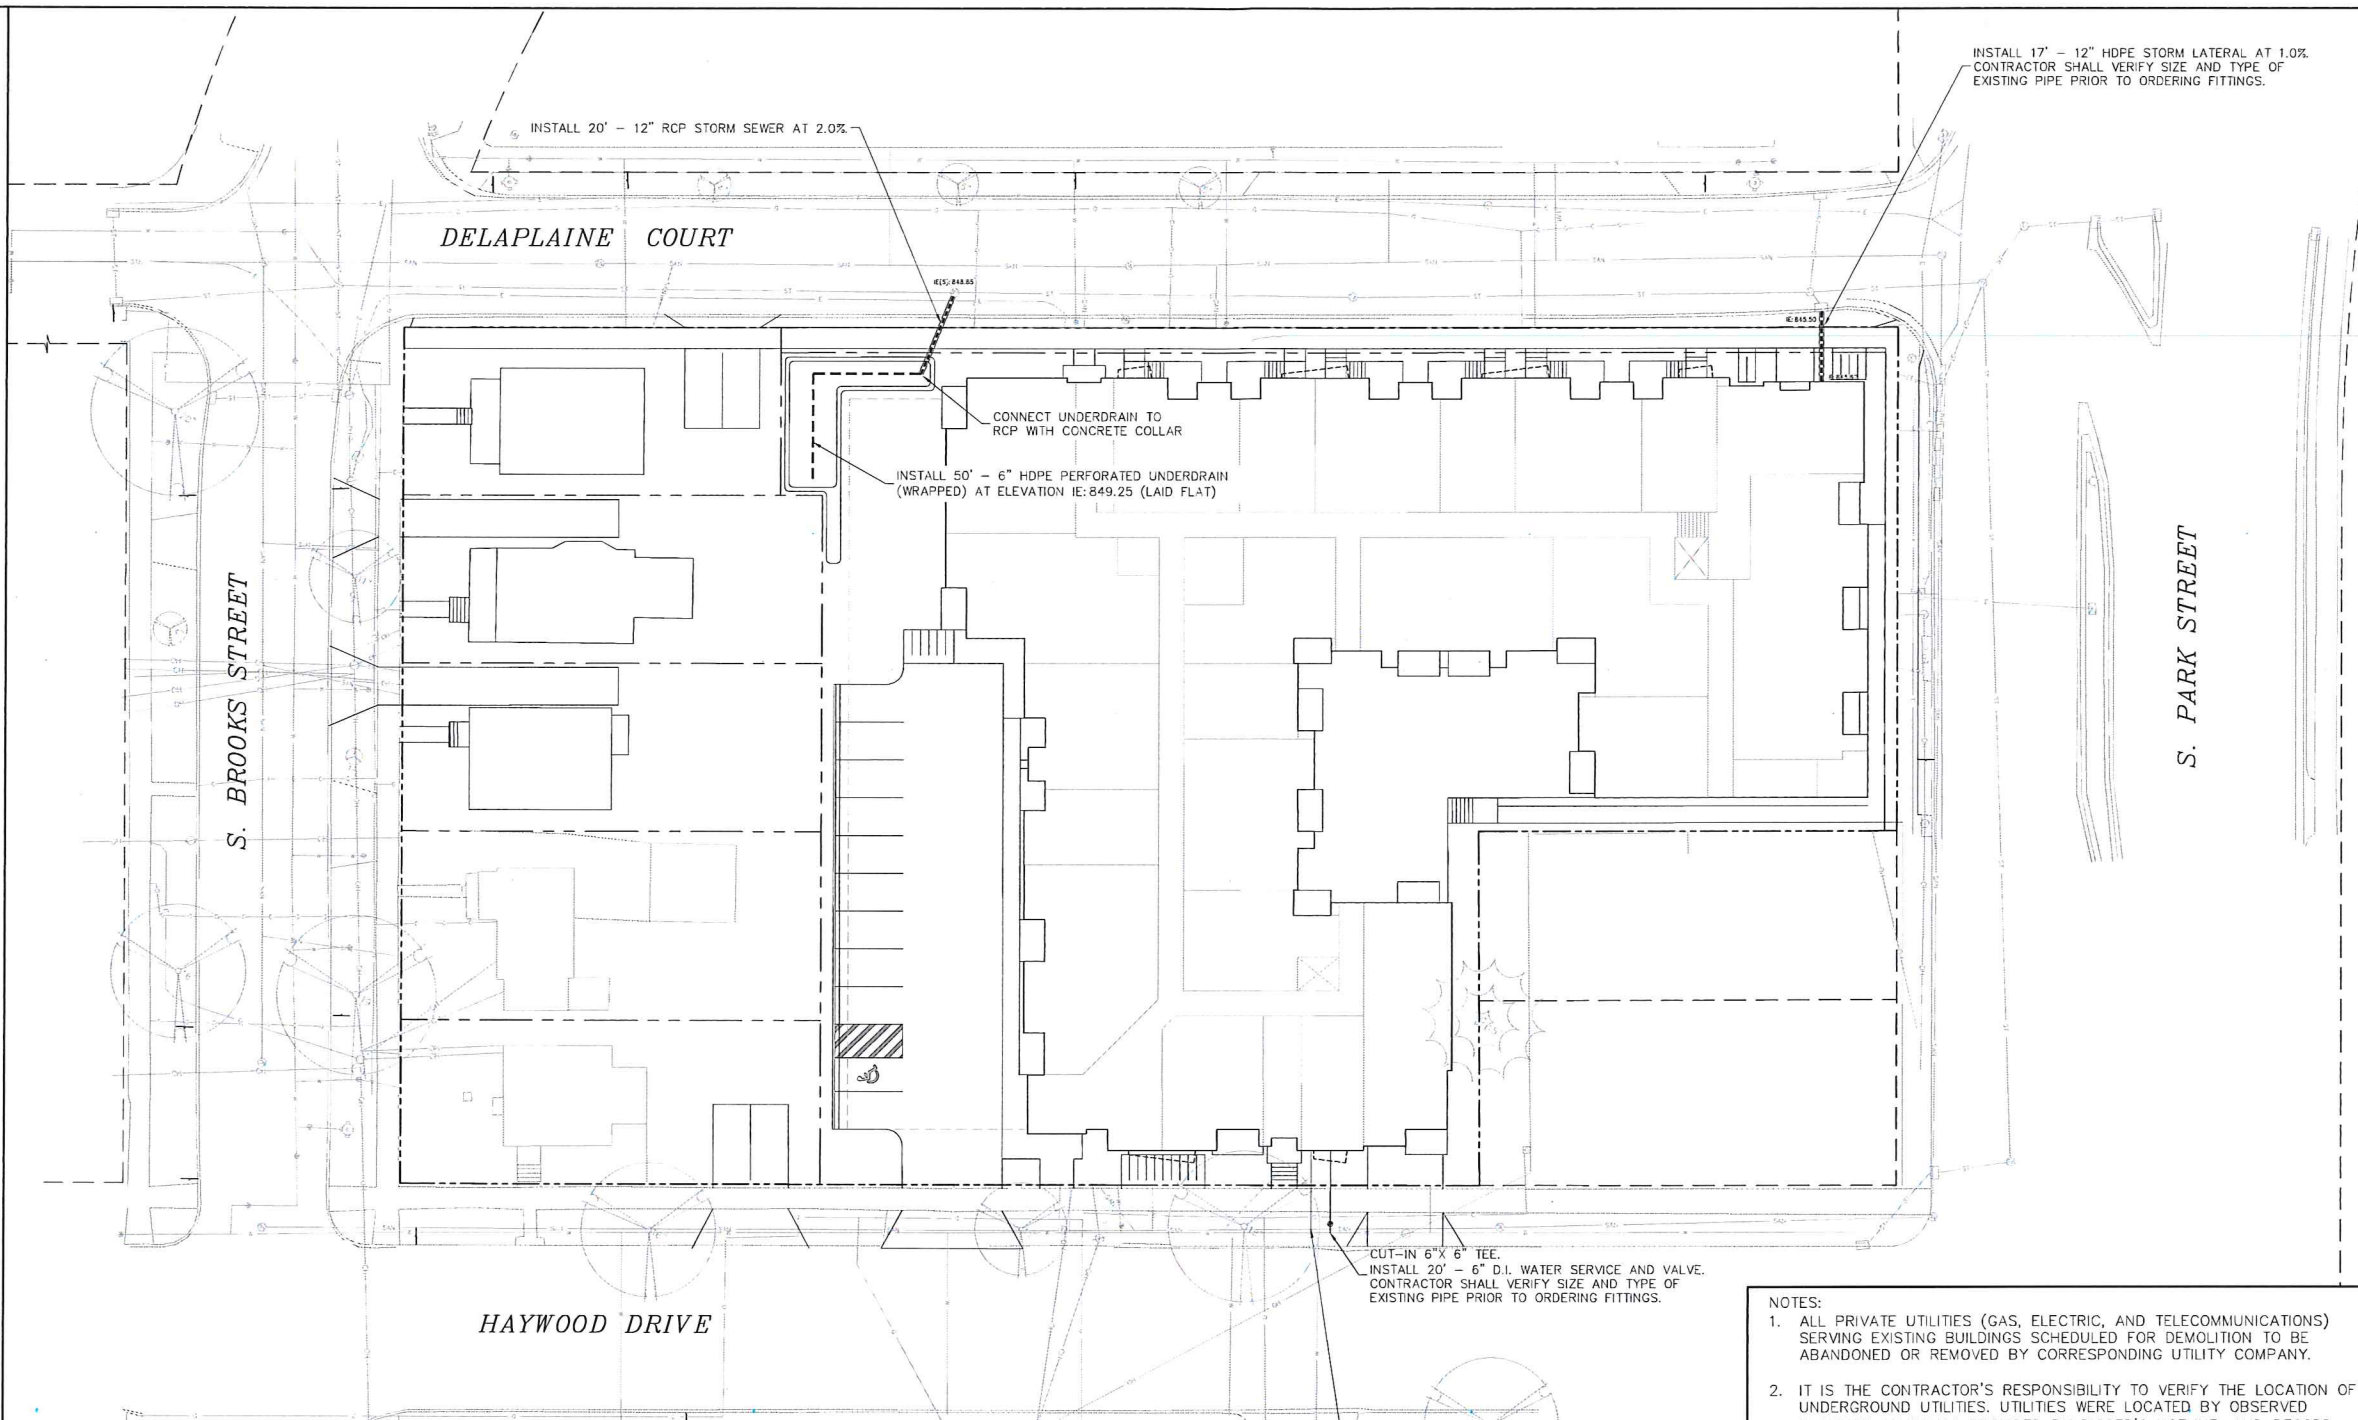 INSTALL 17' - 12" HDPE STORM LATERAL AT 1.0%.
CONTRACTOR SHALL VERIFY SIZE AND TYPE OF
EXISTING PIPE PRIOR TO ORDERING FITTINGS.
INSTALL 20' - 12" RCP STORM SEWER AT 2.0%.
DELAPLAINE COURT
IE(S): 848.85
IE: 845.50
CONNECT UNDERDRAIN TO
RCP WITH CONCRETE COLLAR
INSTALL 50' - 6" HDPE PERFORATED UNDERDRAIN
(WRAPPED) AT ELEVATION IE: 849.25 (LAID FLAT)
S. BROOKS STREET
S. PARK STREET
CUT-IN 6"X 6" TEE.
INSTALL 20' - 6" D.I. WATER SERVICE AND VALVE.
CONTRACTOR SHALL VERIFY SIZE AND TYPE OF
EXISTING PIPE PRIOR TO ORDERING FITTINGS.
HAYWOOD DRIVE
NOTES:
1. ALL PRIVATE UTILITIES (GAS, ELECTRIC, AND TELECOMMUNICATIONS)
SERVING EXISTING BUILDINGS SCHEDULED FOR DEMOLITION TO BE
ABANDONED OR REMOVED BY CORRESPONDING UTILITY COMPANY.
2. IT IS THE CONTRACTOR'S RESPONSIBILITY TO VERIFY THE LOCATION OF
UNDERGROUND UTILITIES. UTILITIES WERE LOCATED BY OBSERVED